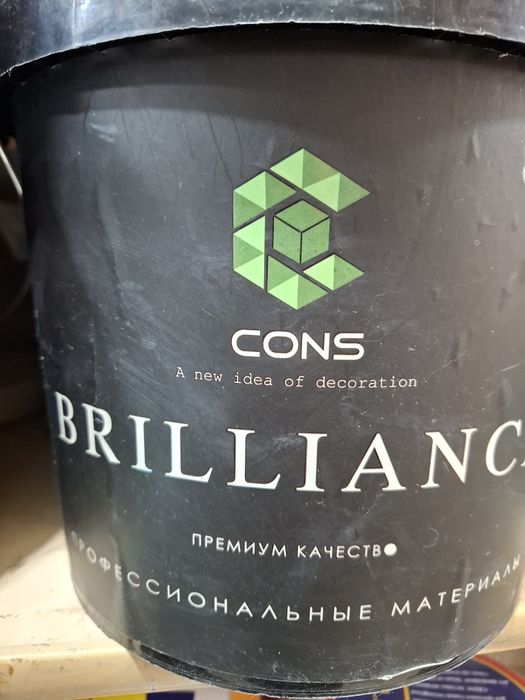 CONS
A new idea of decoration
BRILLIANC
ПРЕМИУМ КАЧЕСТВО
ПРОФЕССИОНАЛЬНЫЕ МАТЕРИАЛЫ